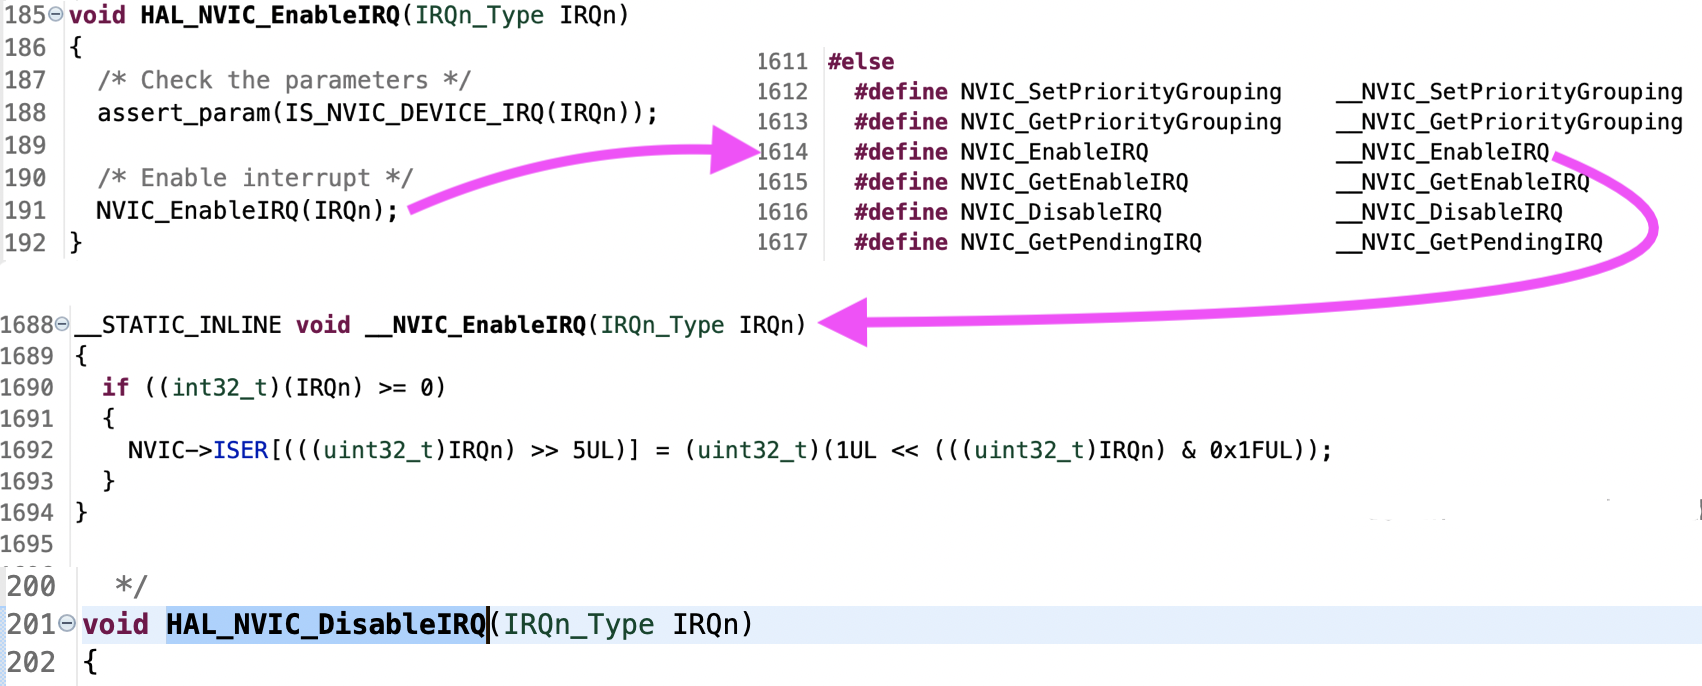 185 void HAL_NVIC_EnableIRQ(IRQn_Type IRQn)
186 {
187 /* Check the parameters */
188 assert_param(IS_NVIC_DEVICE_IRQ(IRQn));
189
190 /* Enable interrupt */
191 NVIC_EnableIRQ(IRQn);
192 }
1611 #else
1612 #define NVIC_SetPriorityGrouping __NVIC_SetPriorityGrouping
1613 #define NVIC_GetPriorityGrouping __NVIC_GetPriorityGrouping
1614 #define NVIC_EnableIRQ __NVIC_EnableIRQ
1615 #define NVIC_GetEnableIRQ __NVIC_GetEnableIRQ
1616 #define NVIC_DisableIRQ __NVIC_DisableIRQ
1617 #define NVIC_GetPendingIRQ __NVIC_GetPendingIRQ
1688 __STATIC_INLINE void __NVIC_EnableIRQ(IRQn_Type IRQn)
1689 {
1690 if ((int32_t)(IRQn) >= 0)
1691 {
1692 NVIC->ISER[(((uint32_t)IRQn) >> 5UL)] = (uint32_t)(1UL << (((uint32_t)IRQn) & 0x1FUL));
1693 }
1694 }
1695
200 */
201 void HAL_NVIC_DisableIRQ(IRQn_Type IRQn)
202 {